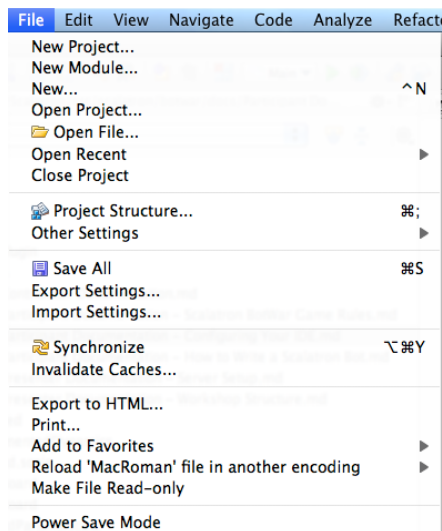 File Edit View Navigate Code Analyze
New Project...
New Module...
New... ^N
Open Project...
Open File...
Open Recent ▶
Close Project
Project Structure... ⌘;
Other Settings ▶
Save All ⌘S
Export Settings...
Import Settings...
Synchronize ⌥⌘Y
Invalidate Caches...
Export to HTML...
Print...
Add to Favorites ▶
Reload 'MacRoman' file in another encoding ▶
Make File Read-only
Power Save Mode